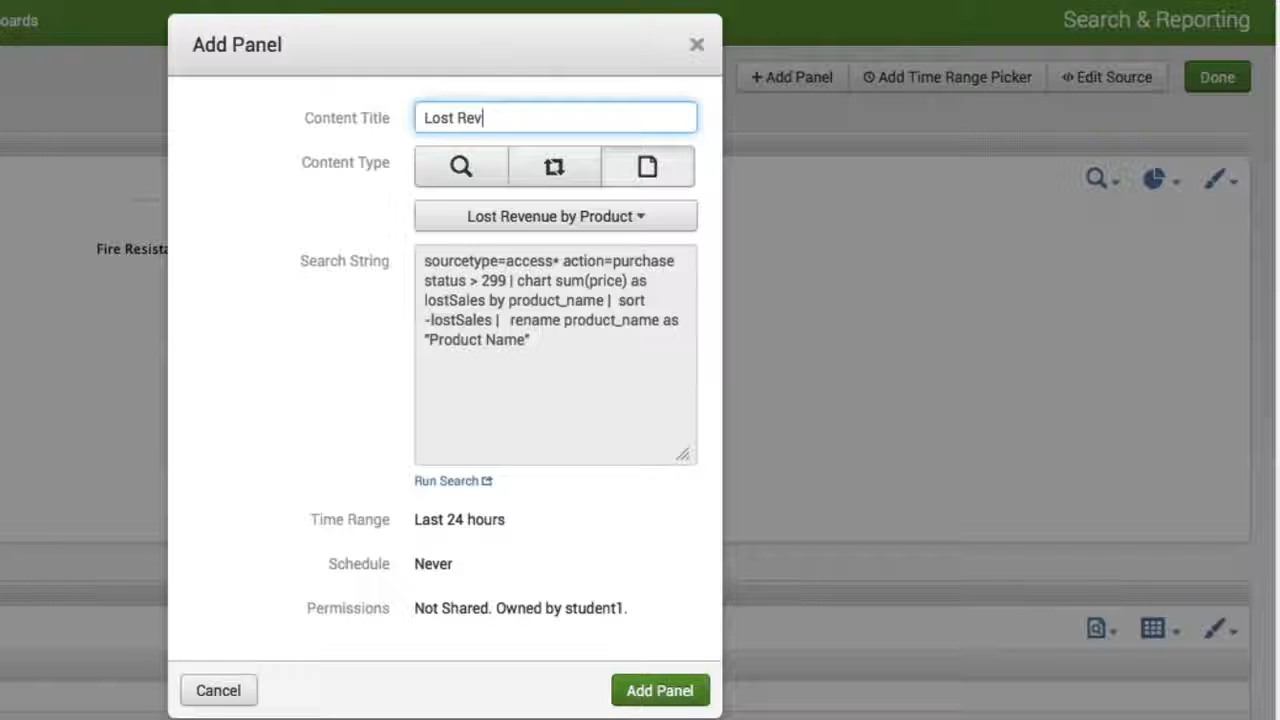 oards
Search & Reporting
Add Panel
+ Add Panel
Add Time Range Picker
Edit Source
Done
Content Title
Lost Rev
Content Type
Lost Revenue by Product
Fire Resista
Search String
sourcetype=access* action=purchase
status > 299 | chart sum(price) as
lostSales by product_name | sort
-lostSales | rename product_name as
"Product Name"
Run Search
Time Range
Last 24 hours
Schedule
Never
Permissions
Not Shared. Owned by student1.
Cancel
Add Panel